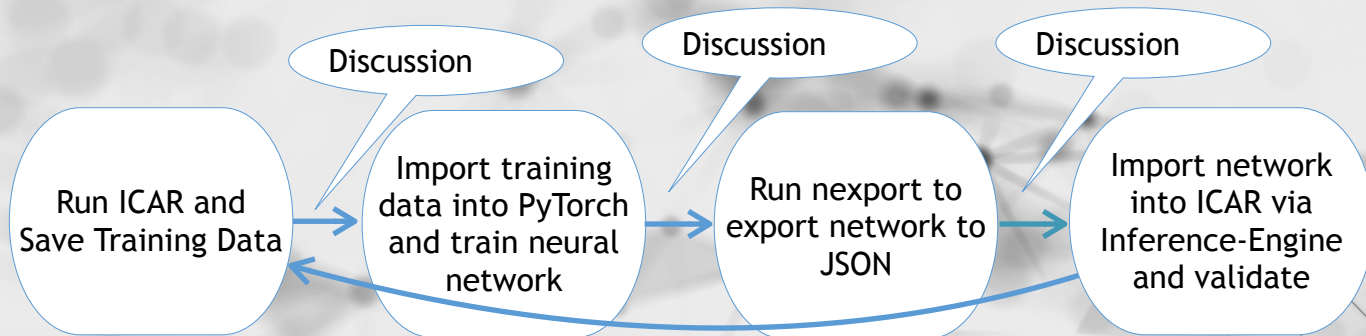 Discussion
Discussion
Discussion
Run ICAR and
Save Training Data
Import training
data into PyTorch
and train neural
network
Run nexport to
export network to
JSON
Import network
into ICAR via
Inference-Engine
and validate